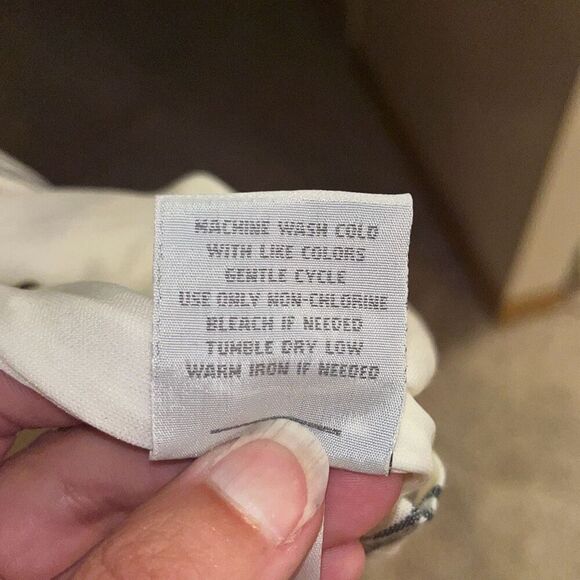 MACHINE WASH COLD
WITH LIKE COLORS
GENTLE CYCLE
USE ONLY NON-CHLORINE
BLEACH IF NEEDED
TUMBLE DRY LOW
WARM IRON IF NEEDED